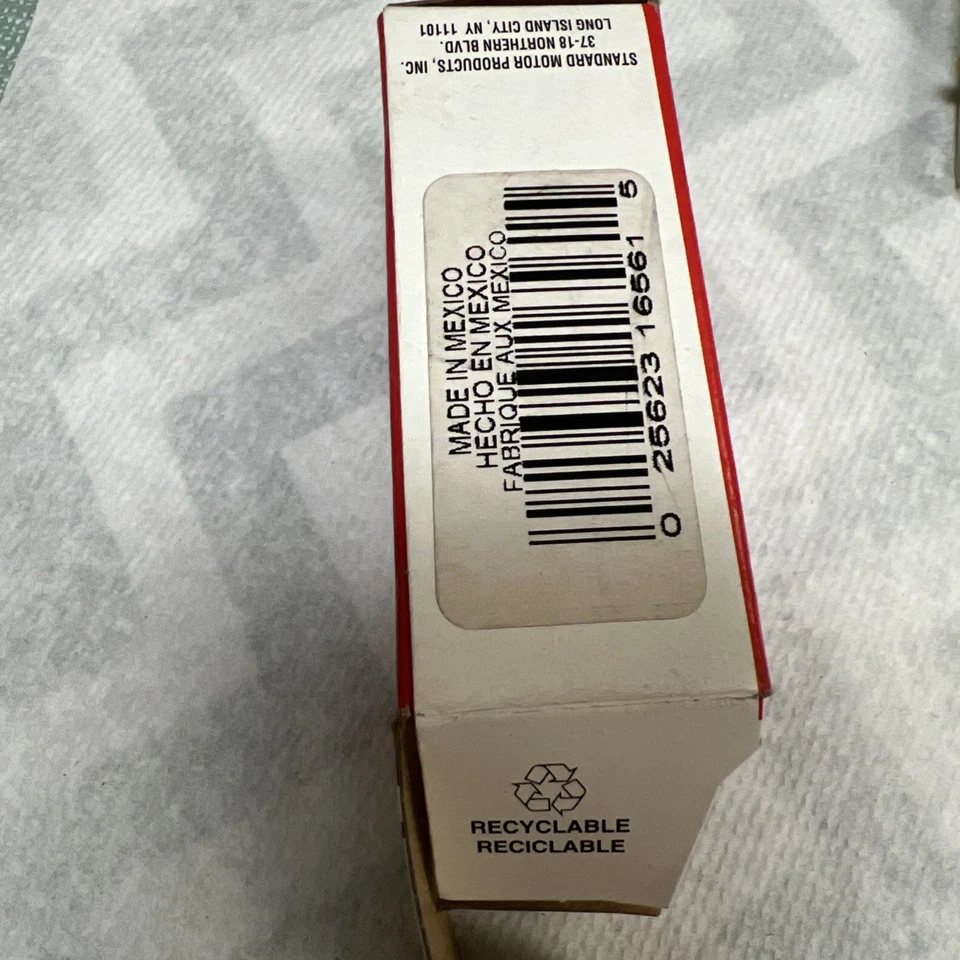 STANDARD MOTOR PRODUCTS, INC.
37-18 NORTHERN BLVD.
LONG ISLAND CITY, NY 11101
MADE IN MEXICO
HECHO EN MEXICO
FABRIQUE AUX MEXICO
0 25623 16561 5
RECYCLABLE
RECICLABLE